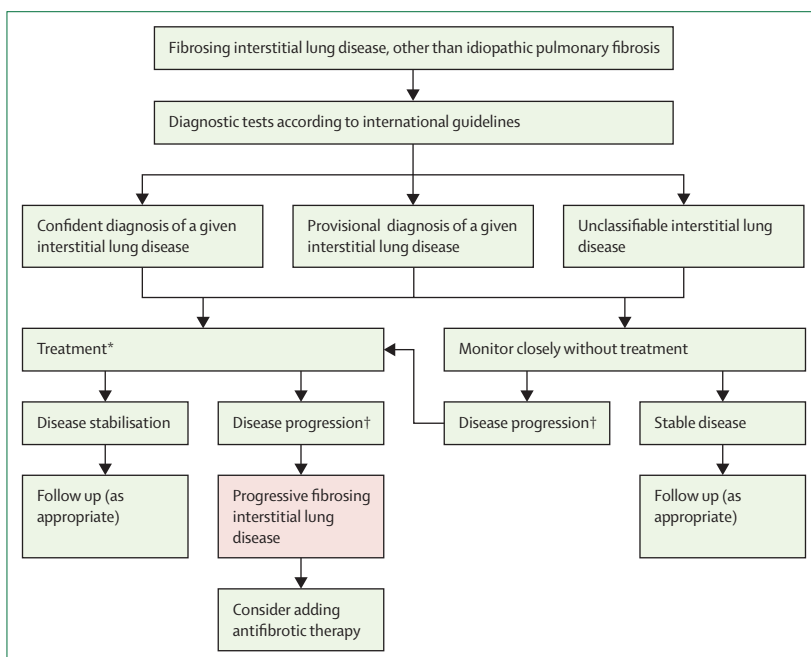 Fibrosing interstitial lung disease, other than idiopathic pulmonary fibrosis
Diagnostic tests according to international guidelines
Confident diagnosis of a given
interstitial lung disease
Provisional diagnosis of a given
interstitial lung disease
Unclassifiable interstitial lung
disease
Treatment*
Monitor closely without treatment
Disease stabilisation
Disease progression†
Disease progression†
Stable disease
Follow up (as
appropriate)
Progressive fibrosing
interstitial lung
disease
Follow up (as
appropriate)
Consider adding
antifibrotic therapy